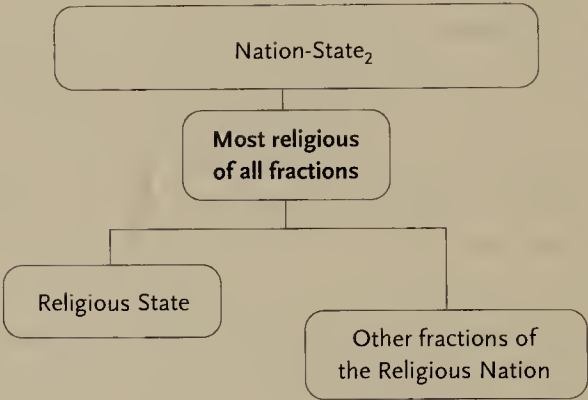 Nation-State₂
Most religious
of all fractions
Religious State
Other fractions of
the Religious Nation